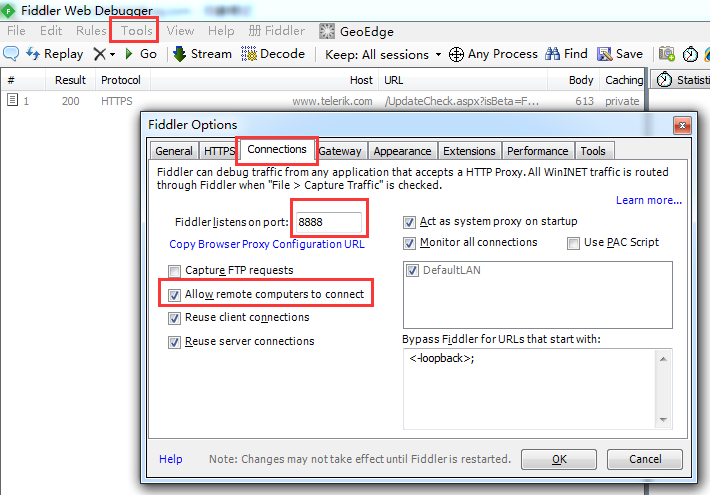 Fiddler Web Debugger
File Edit Rules Tools View Help 册 Fiddler GeoEdge
Replay Go Stream Decode Keep: All sessions Any Process Find Save
# Result Protocol Host URL Body Caching Statisti
1 200 HTTPS www.telerik.com /UpdateCheck.aspx?isBeta=F... 613 private
Fiddler Options
General HTTPS Connections Gateway Appearance Extensions Performance Tools
Fiddler can debug traffic from any application that accepts a HTTP Proxy. All WinINET traffic is routed
through Fiddler when "File > Capture Traffic" is checked.
Learn more...
Fiddler listens on port: 8888
Act as system proxy on startup
Copy Browser Proxy Configuration URL
Monitor all connections Use PAC Script
Capture FTP requests
DefaultLAN
Allow remote computers to connect
Reuse client connections
Reuse server connections
Bypass Fiddler for URLs that start with:
<-loopback>;
Help Note: Changes may not take effect until Fiddler is restarted. OK Cancel